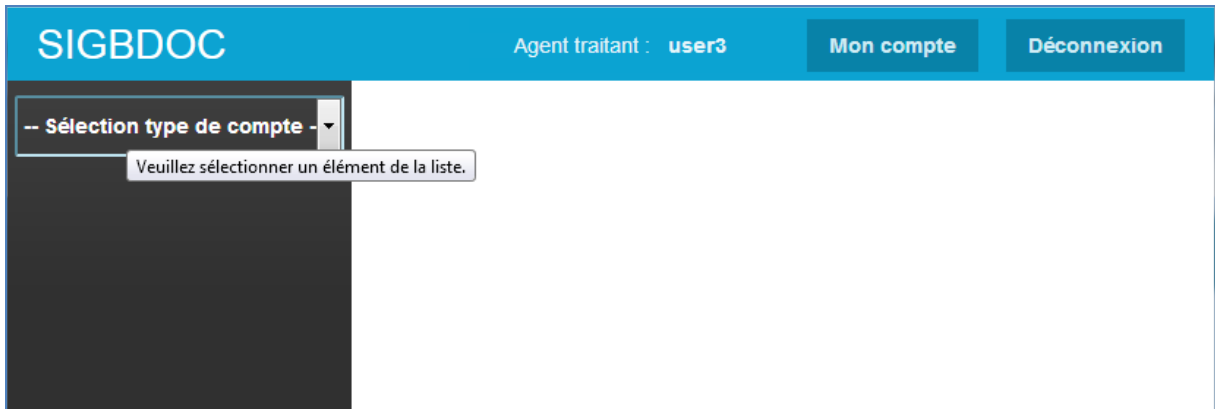 SIGBDOC Agent traitant : user3 Mon compte Déconnexion
-- Sélection type de compte -
Veuillez sélectionner un élément de la liste.